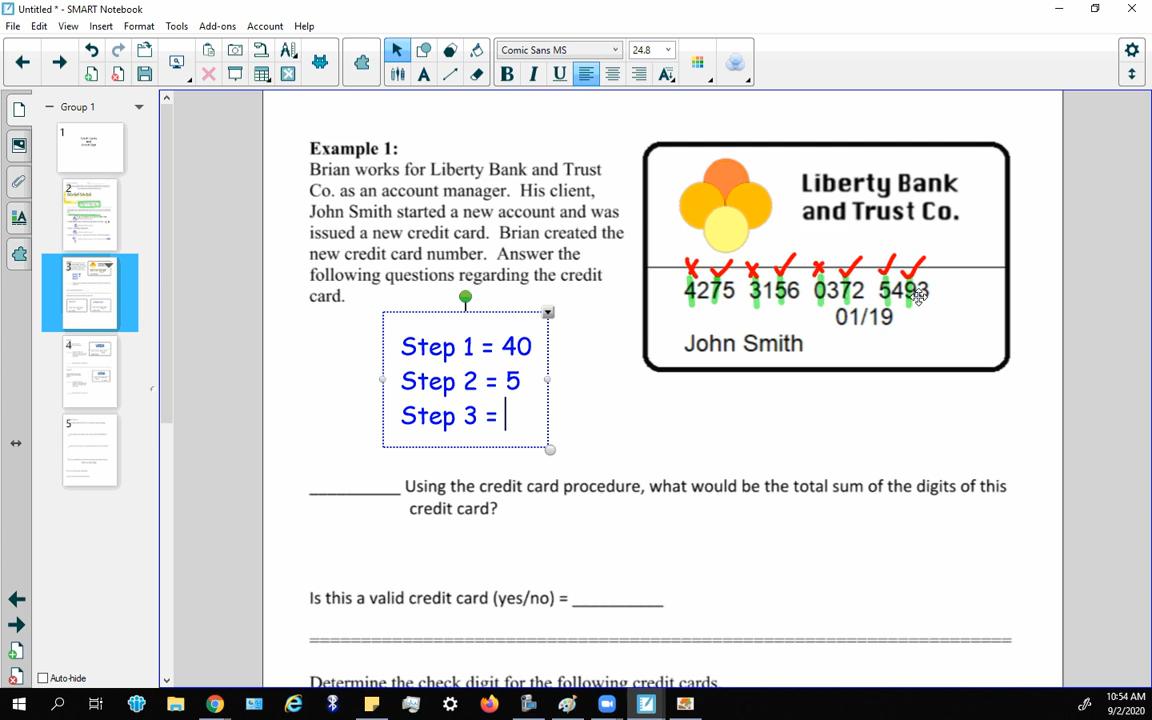 Untitled * - SMART Notebook
File Edit View Insert Format Tools Add-ons Account Help
Comic Sans MS 24.8
B I U
Group 1
1
2
3
4
5
Example 1:
Brian works for Liberty Bank and Trust
Co. as an account manager. His client,
John Smith started a new account and was
issued a new credit card. Brian created the
new credit card number. Answer the
following questions regarding the credit
card.
Liberty Bank
and Trust Co.
4275 3156 0372 5493
01/19
John Smith
Step 1 = 40
Step 2 = 5
Step 3 =
__________ Using the credit card procedure, what would be the total sum of the digits of this
credit card?
Is this a valid credit card (yes/no) = __________
Determine the check digit for the following credit cards
Auto-hide
10:54 AM
9/2/2020